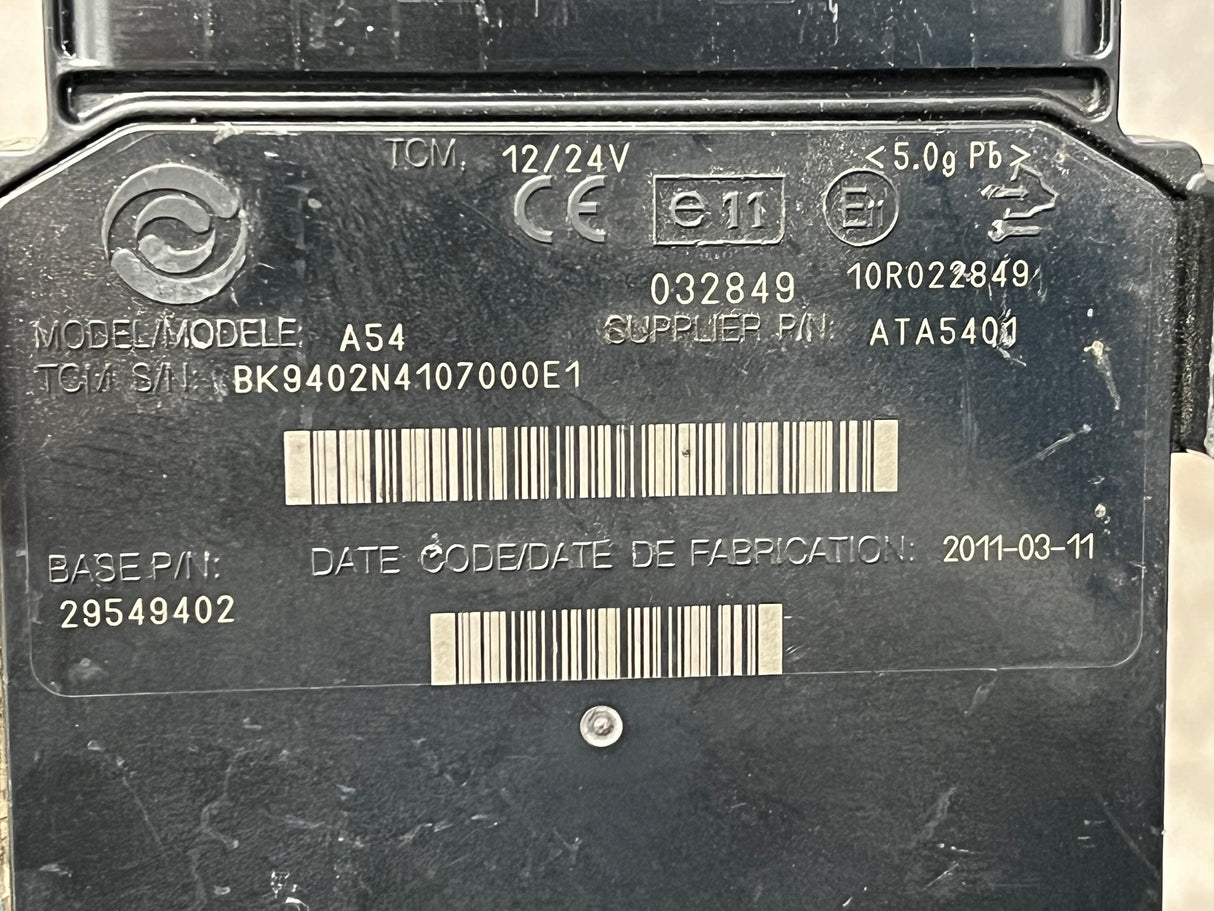 TCM. 12/24V <5.0g Pb>
CE e11 E11
032849 10R022849
MODEL/MODELE: A54 SUPPLIER P/N: ATA5401
TCM S/N: BK9402N4107000E1
BASE P/N: DATE CODE/DATE DE FABRICATION: 2011-03-11
29549402